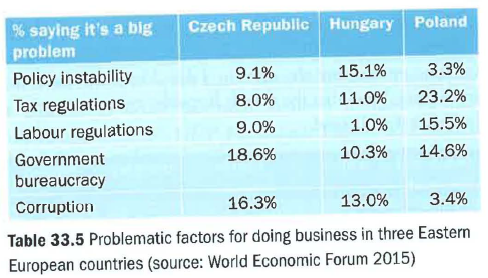 % saying it's a big problem Czech Republic Hungary Poland
Policy instability 9.1% 15.1% 3.3%
Tax regulations 8.0% 11.0% 23.2%
Labour regulations 9.0% 1.0% 15.5%
Government bureaucracy 18.6% 10.3% 14.6%
Corruption 16.3% 13.0% 3.4%
Table 33.5 Problematic factors for doing business in three Eastern
European countries (source: World Economic Forum 2015)